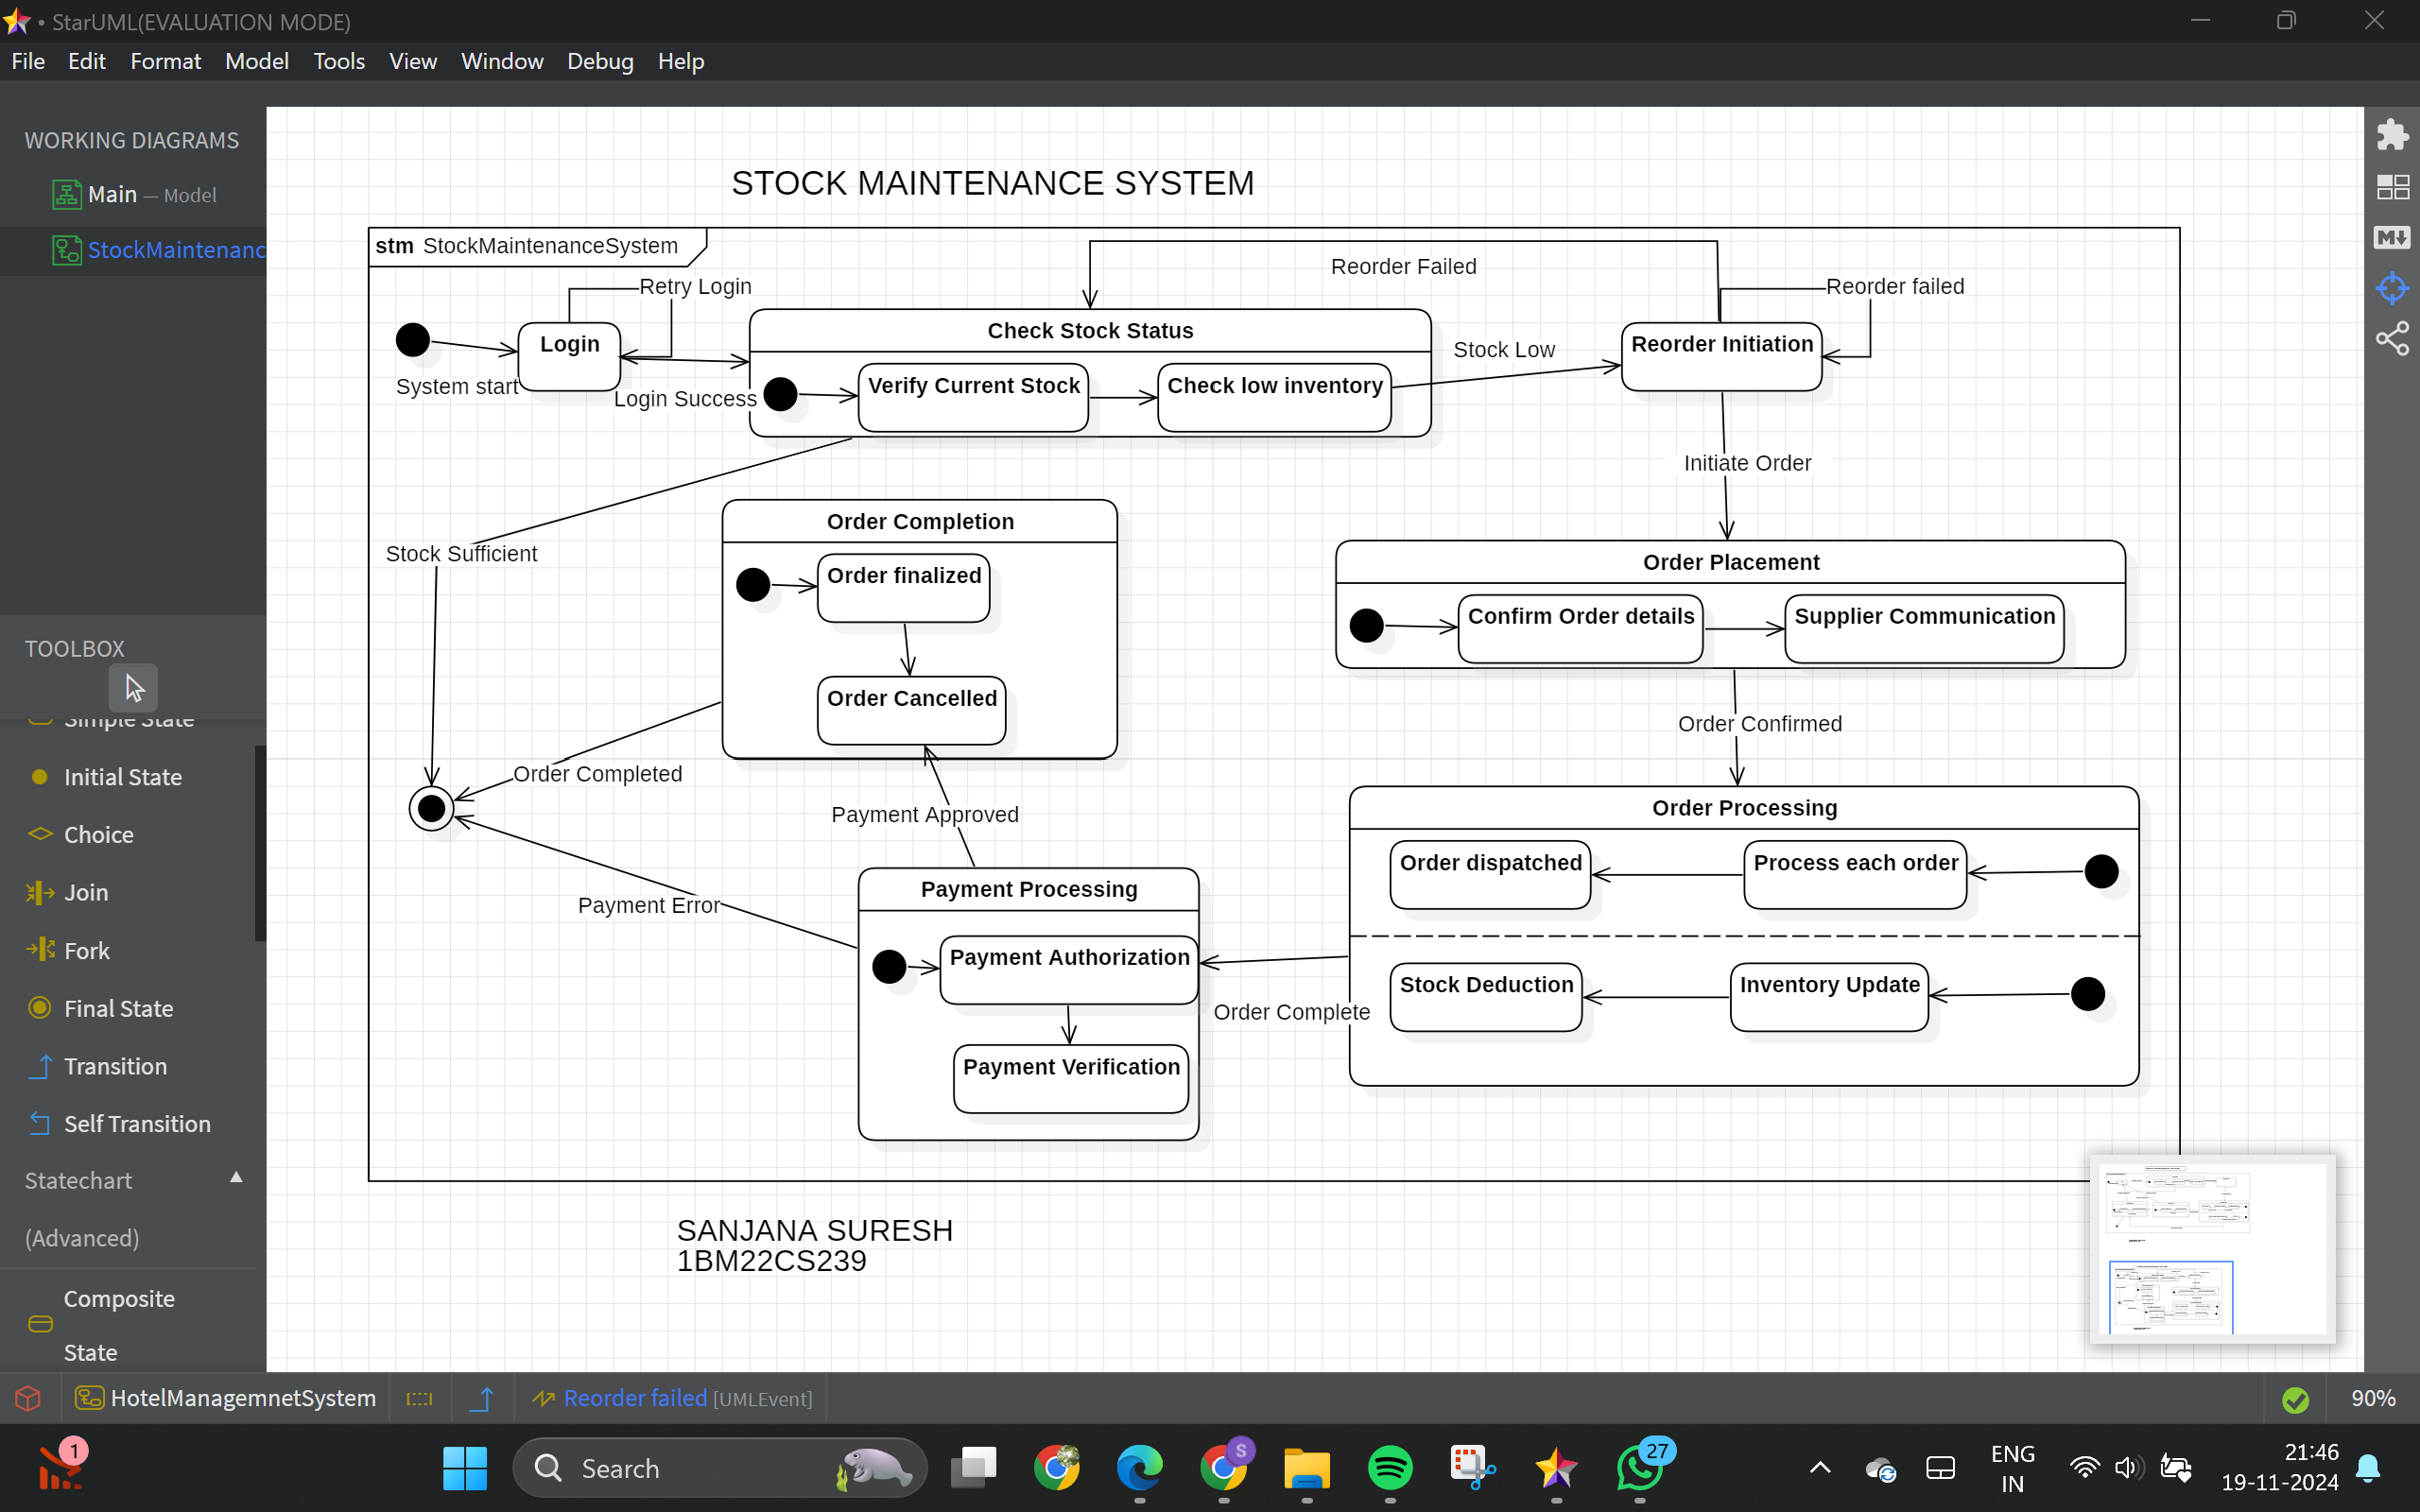 StarUML(EVALUATION MODE)
File Edit Format Model Tools View Window Debug Help
WORKING DIAGRAMS
Main — Model
StockMaintenanc
TOOLBOX
Simple State
Initial State
Choice
Join
Fork
Final State
Transition
Self Transition
Statechart
(Advanced)
Composite
State
STOCK MAINTENANCE SYSTEM
stm StockMaintenanceSystem
Reorder Failed
Retry Login
Reorder failed
Login
Check Stock Status
Stock Low
Reorder Initiation
System start
Login Success
Verify Current Stock
Check low inventory
Initiate Order
Stock Sufficient
Order Completion
Order finalized
Order Cancelled
Order Placement
Confirm Order details
Supplier Communication
Order Confirmed
Order Completed
Payment Approved
Order Processing
Order dispatched
Process each order
Payment Error
Payment Processing
Payment Authorization
Payment Verification
Order Complete
Stock Deduction
Inventory Update
SANJANA SURESH
1BM22CS239
HotelManagemnetSystem
Reorder failed [UMLEvent]
90%
1
Search
S
27
ENG
IN
21:46
19-11-2024
M